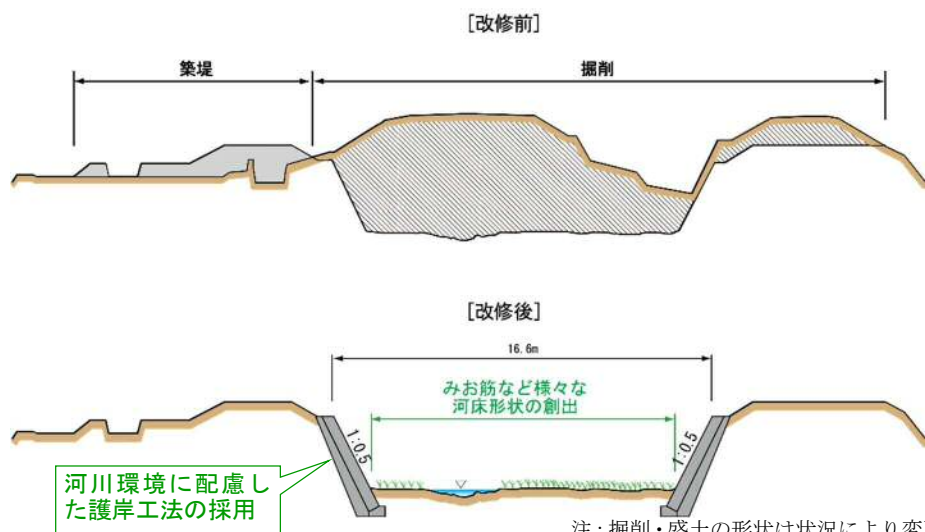 [改修前]
築堤
掘削
[改修後]
16.6m
みお筋など様々な
河床形状の創出
1:0.5
1:0.5
河川環境に配慮し
た護岸工法の採用
注:掘削・盛土の形状は状況により変